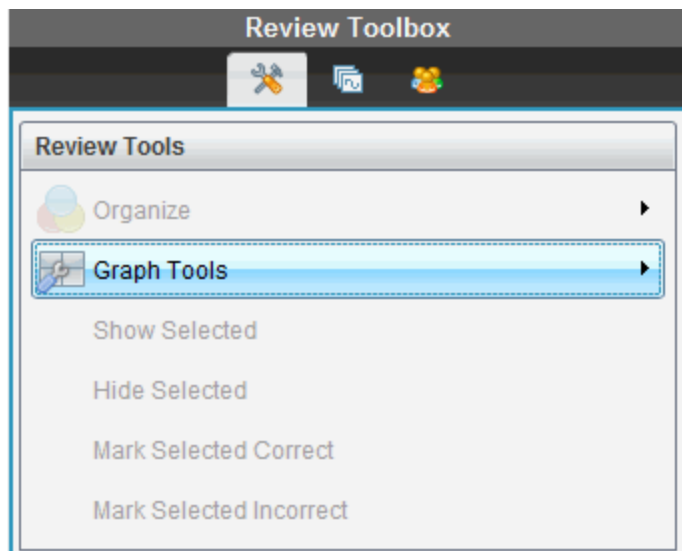 Review Toolbox
Review Tools
Organize
Graph Tools
Show Selected
Hide Selected
Mark Selected Correct
Mark Selected Incorrect